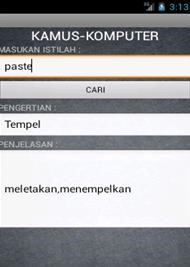 3:13
KAMUS-KOMPUTER
MASUKAN ISTILAH :
paste
CARI
PENGERTIAN :
Tempel
PENJELASAN :
meletakan,menempelkan